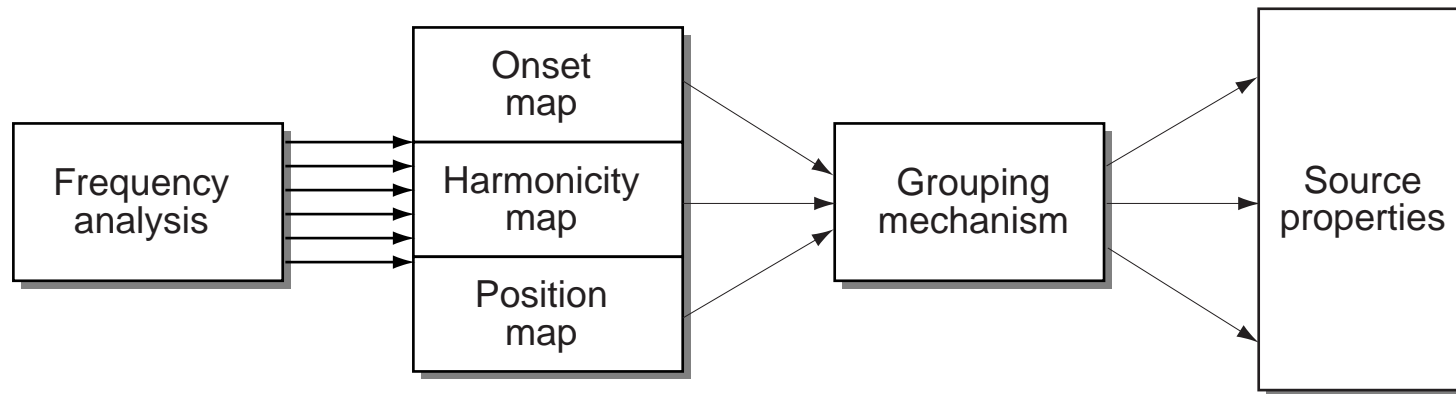 Frequency
analysis
Onset
map
Harmonicity
map
Position
map
Grouping
mechanism
Source
properties